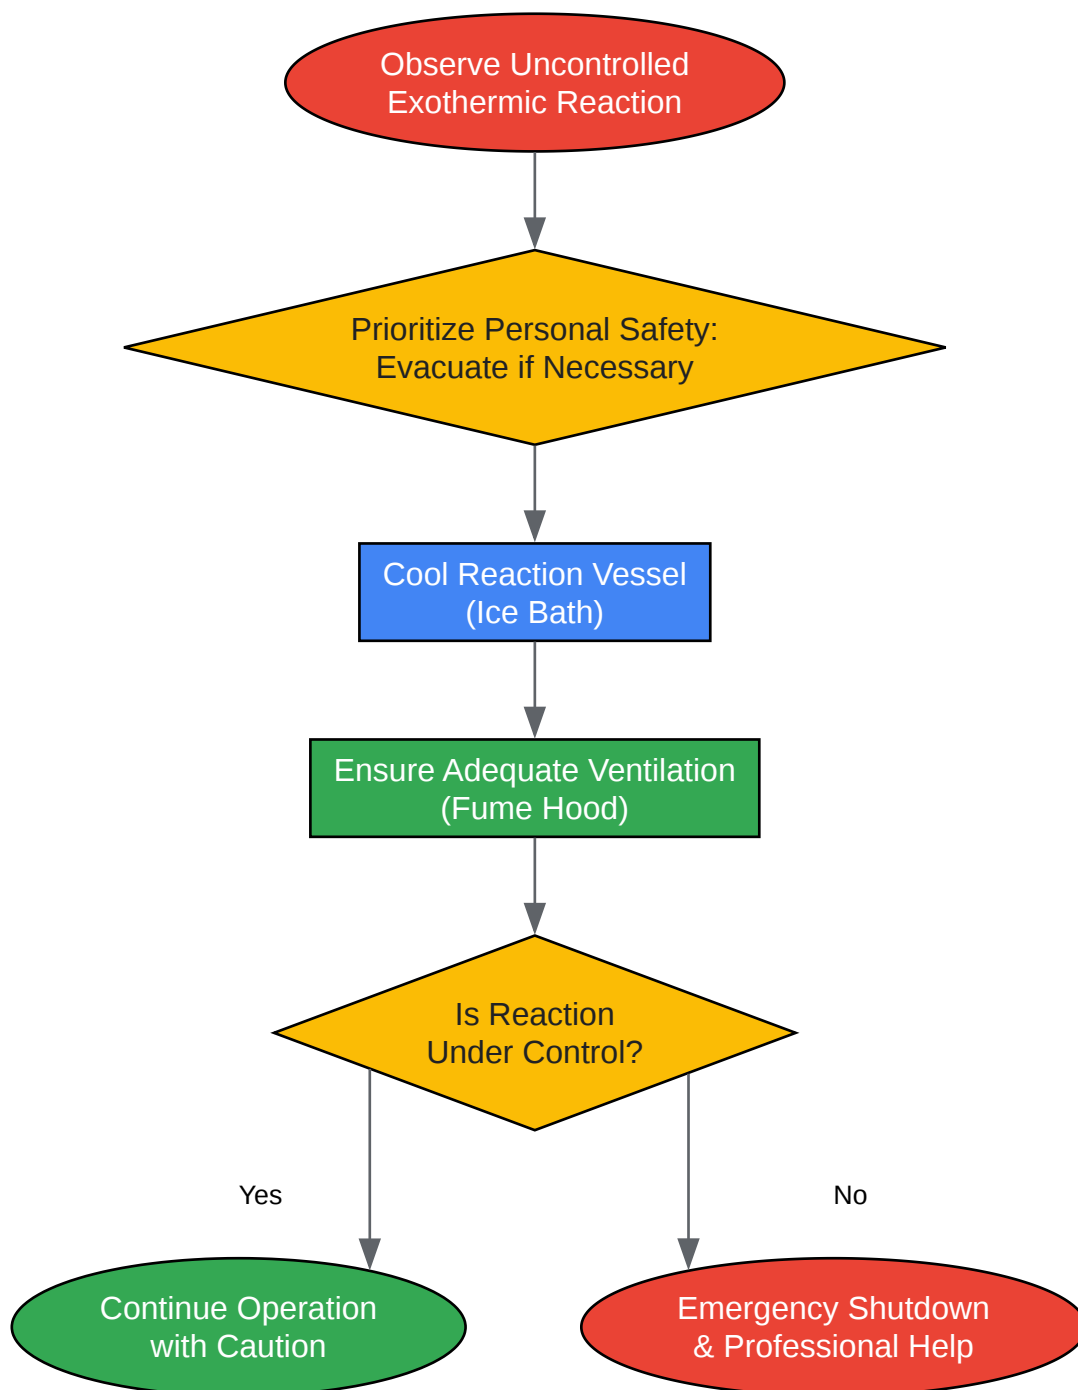 Observe Uncontrolled
Exothermic Reaction
Prioritize Personal Safety:
Evacuate if Necessary
Cool Reaction Vessel
(Ice Bath)
Ensure Adequate Ventilation
(Fume Hood)
Is Reaction
Under Control?
Yes
No
Continue Operation
with Caution
Emergency Shutdown
& Professional Help